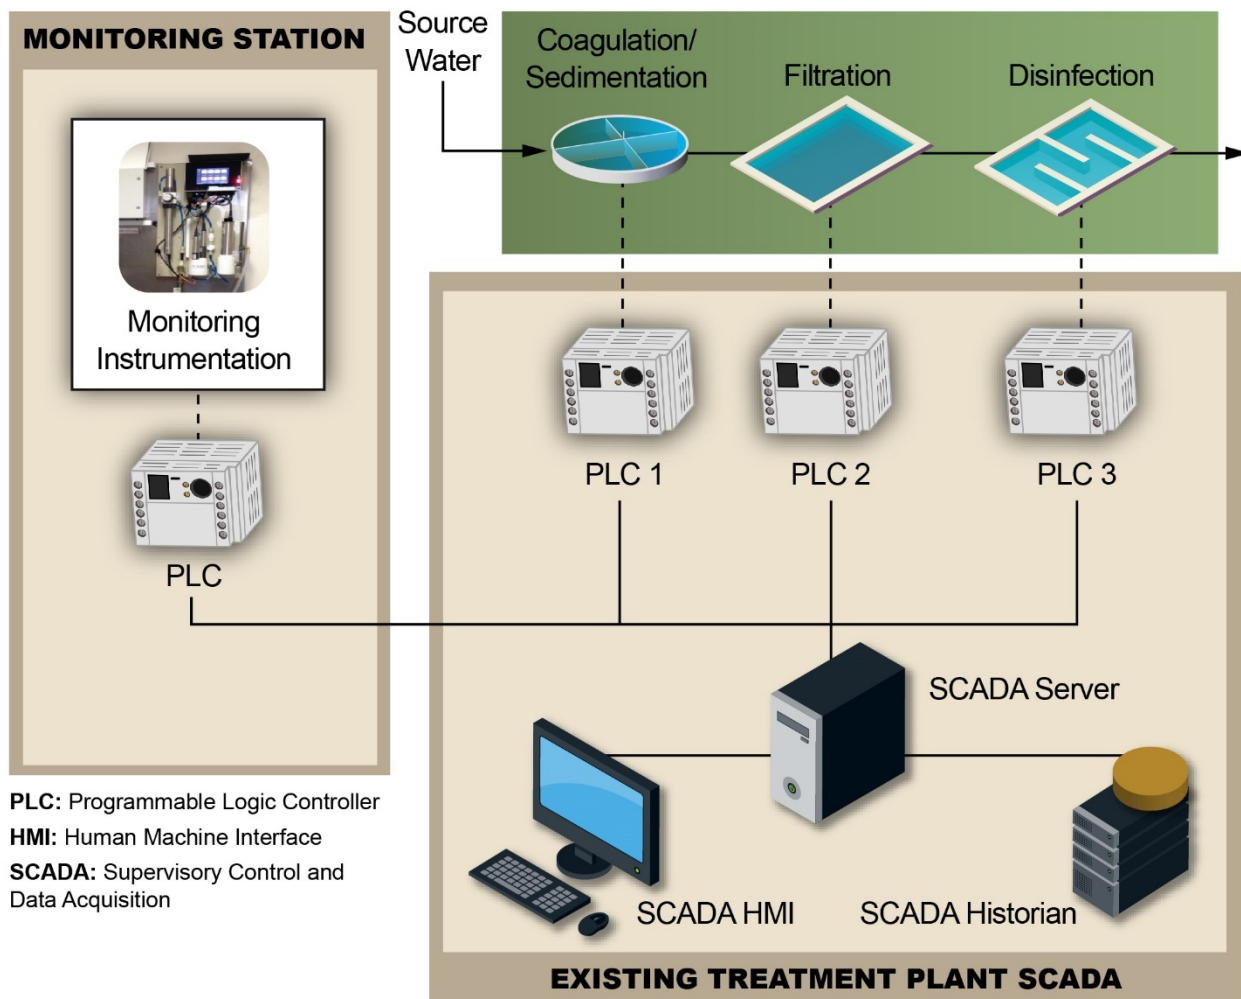 MONITORING STATION
Monitoring
Instrumentation
PLC
Source
Water
Coagulation/
Sedimentation
Filtration
Disinfection
PLC 1
PLC 2
PLC 3
SCADA Server
SCADA HMI
SCADA Historian
EXISTING TREATMENT PLANT SCADA
PLC: Programmable Logic Controller
HMI: Human Machine Interface
SCADA: Supervisory Control and
Data Acquisition